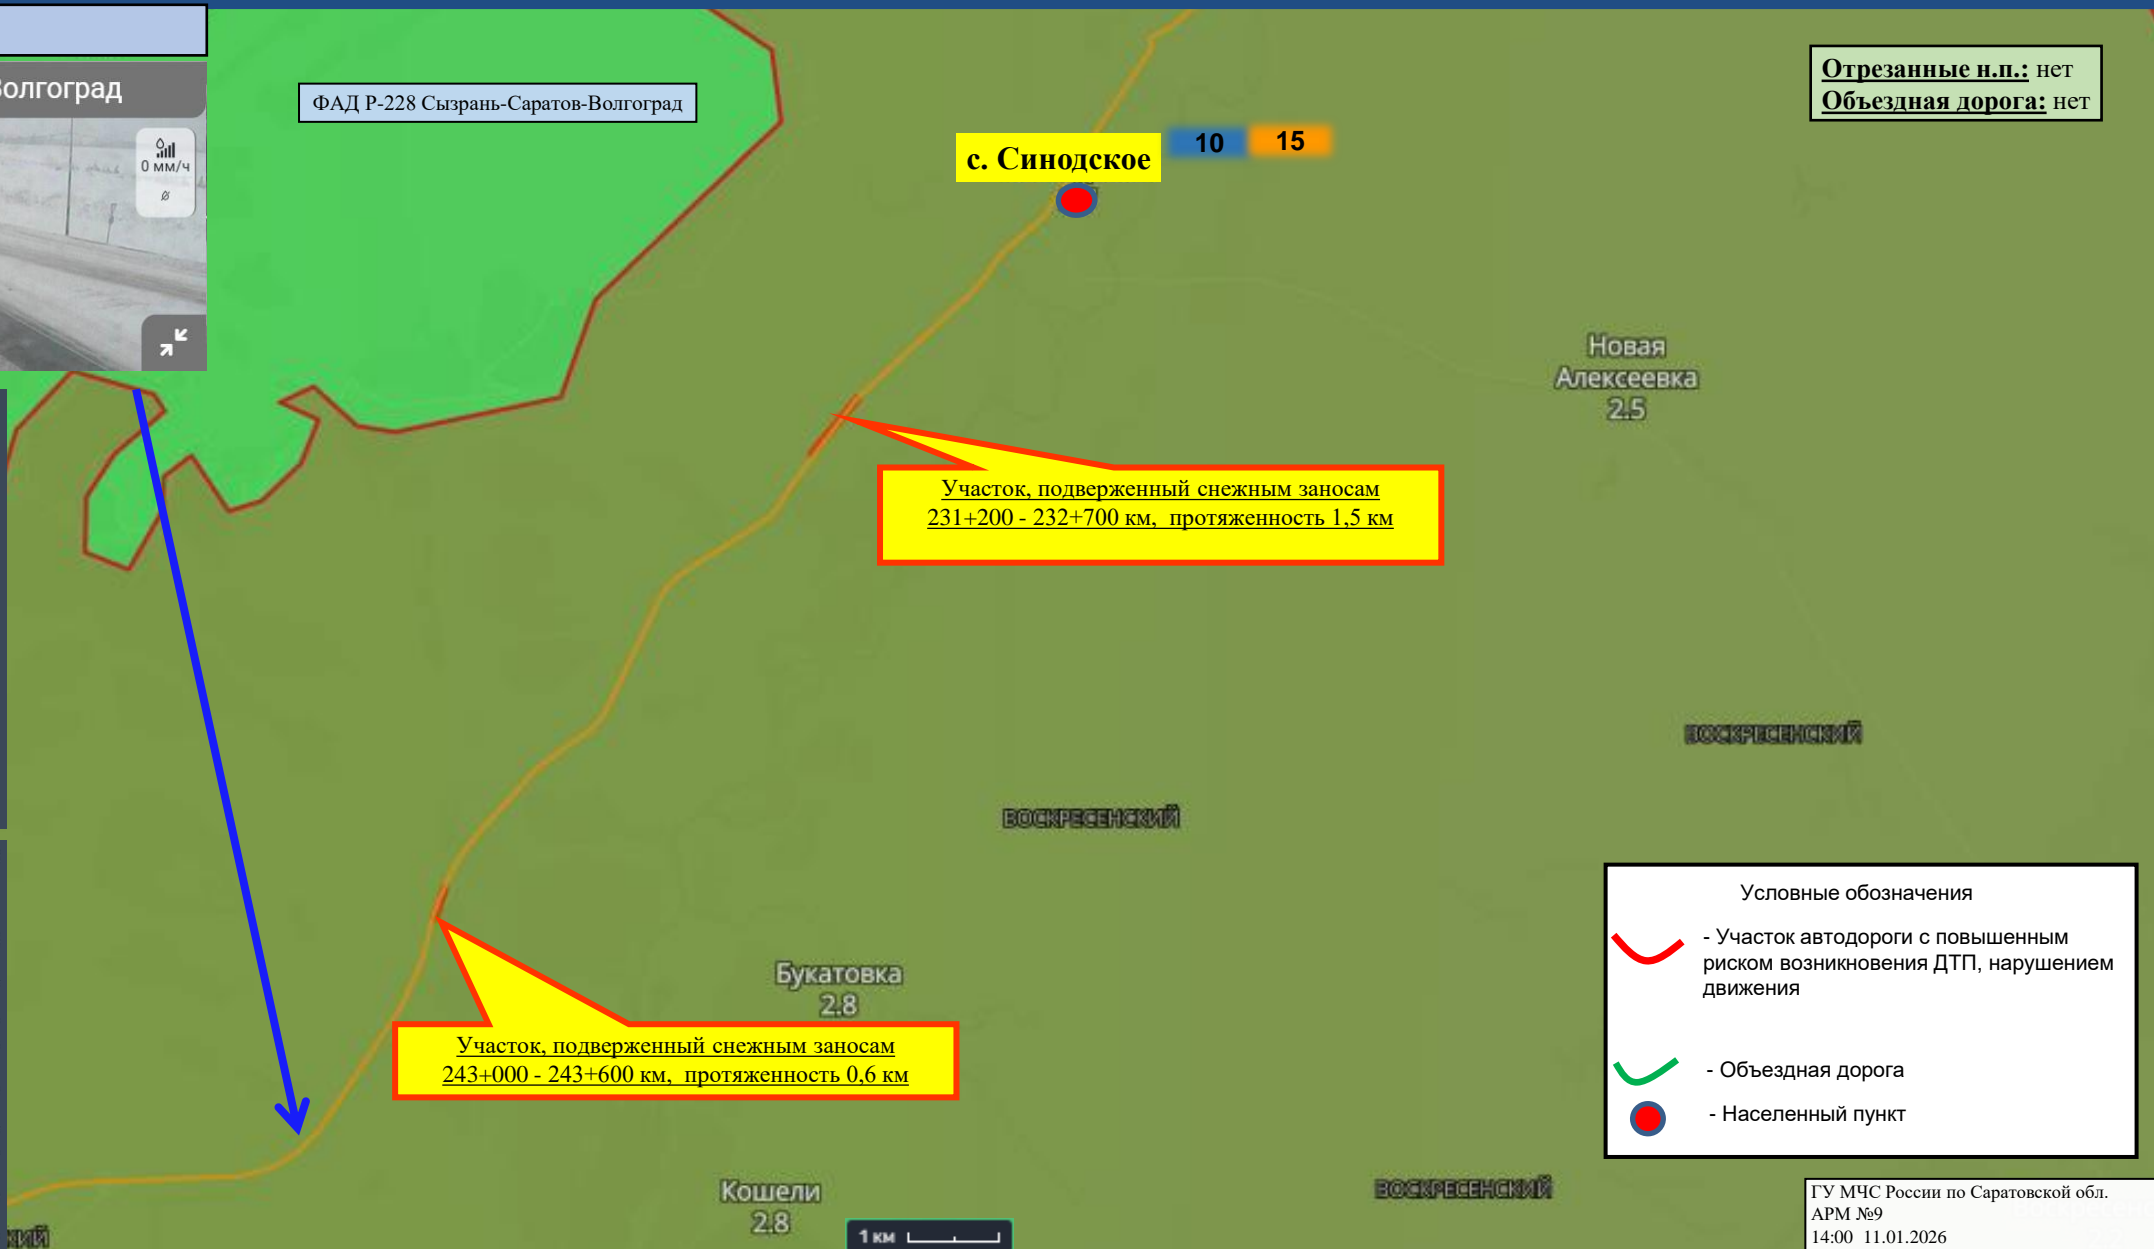 олгоград
0 мм/ч
ФАД Р-228 Сызрань-Саратов-Волгоград
Отрезанные н.п.: нет
Объездная дорога: нет
с. Синодское
10
15
Новая
Алексеевка
2.5
Участок, подверженный снежным заносам
231+200 - 232+700 км, протяженность 1,5 км
ВОСКРЕСЕНСКИЙ
ВОСКРЕСЕНСКИЙ
Букатовка
2.8
Участок, подверженный снежным заносам
243+000 - 243+600 км, протяженность 0,6 км
Условные обозначения
- Участок автодороги с повышенным
риском возникновения ДТП, нарушением
движения
- Объездная дорога
- Населенный пункт
Кошели
2.8
ВОСКРЕСЕНСКИЙ
1 км
ГУ МЧС России по Саратовской обл.
АРМ №9
14:00 11.01.2026